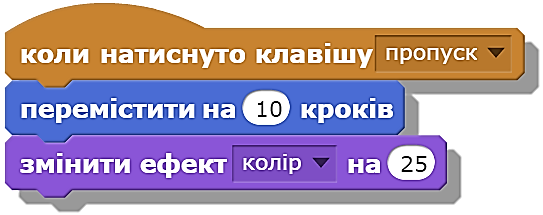 коли натиснуто клавішу пропуск
перемістити на 10 кроків
змінити ефект колір на 25